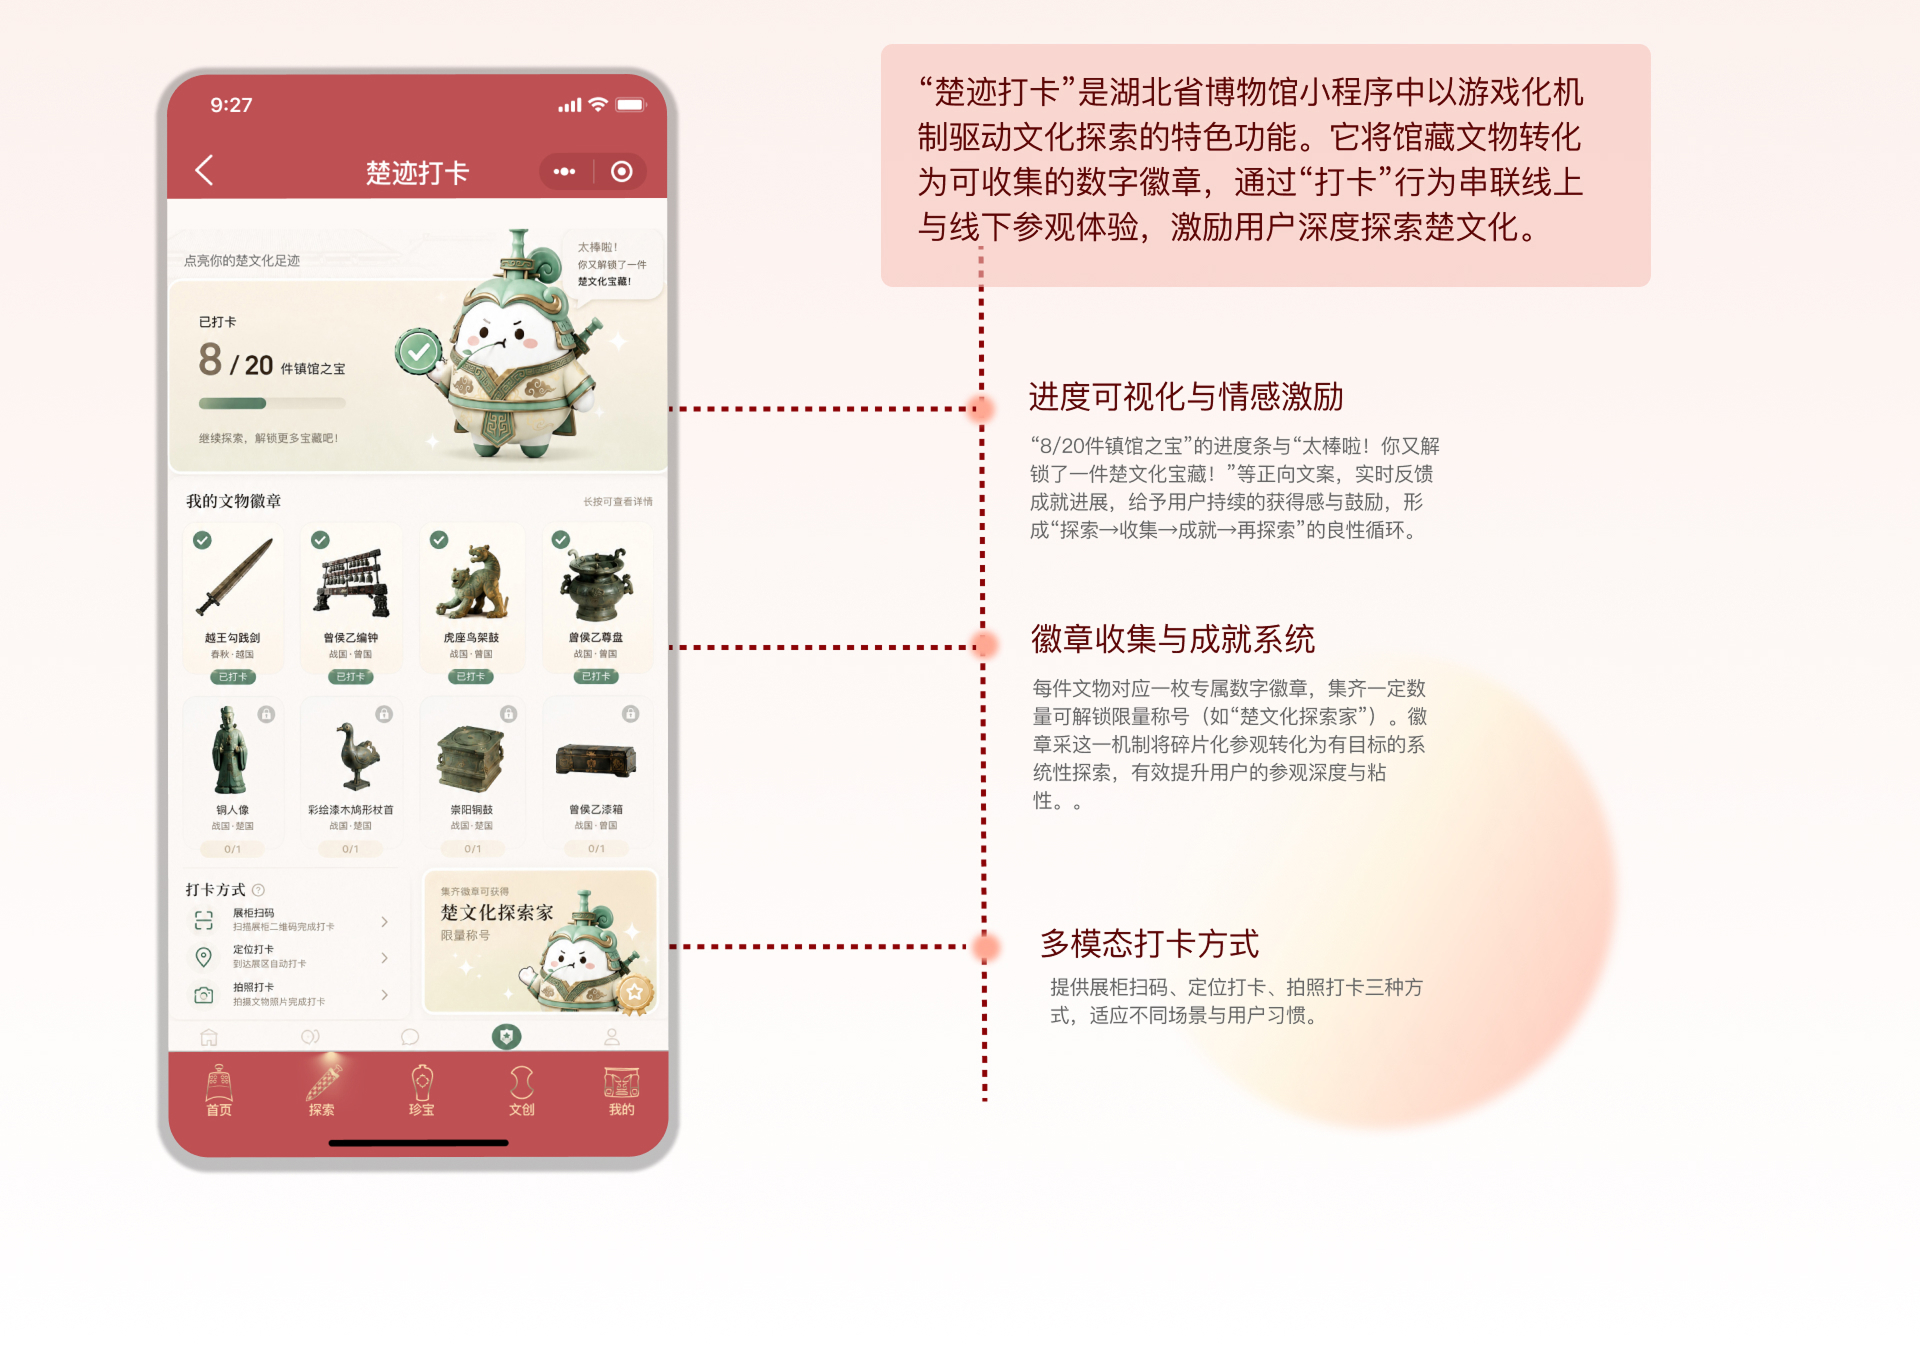 9:27
楚迹打卡
点亮你的楚文化足迹
太棒啦！
你又解锁了一件
楚文化宝藏！
已打卡
8 / 20 件镇馆之宝
继续探索，解锁更多宝藏吧！
我的文物徽章
长按可查看详情
越王勾践剑
春秋·越国
已打卡
曾侯乙编钟
战国·曾国
已打卡
虎座鸟架鼓
战国·曾国
已打卡
曾侯乙尊盘
战国·曾国
已打卡
铜人像
战国·楚国
0/1
彩绘漆木鸠形杖首
战国·楚国
0/1
崇阳铜鼓
战国·楚国
0/1
曾侯乙漆箱
战国·曾国
0/1
打卡方式
展柜扫码
扫描展柜二维码完成打卡
定位打卡
到达展区自动打卡
拍照打卡
拍摄文物照片完成打卡
集齐徽章可获得
楚文化探索家
限量称号
首页
探索
珍宝
文创
我的
“楚迹打卡”是湖北省博物馆小程序中以游戏化机
制驱动文化探索的特色功能。它将馆藏文物转化
为可收集的数字徽章，通过“打卡”行为串联线上
与线下参观体验，激励用户深度探索楚文化。
进度可视化与情感激励
“8/20件镇馆之宝”的进度条与“太棒啦！你又解
锁了一件楚文化宝藏！”等正向文案，实时反馈
成就进展，给予用户持续的获得感与鼓励，形
成“探索→收集→成就→再探索”的良性循环。
徽章收集与成就系统
每件文物对应一枚专属数字徽章，集齐一定数
量可解锁限量称号（如“楚文化探索家”）。徽
章采这一机制将碎片化参观转化为有目标的系
统性探索，有效提升用户的参观深度与粘
性。。
多模态打卡方式
提供展柜扫码、定位打卡、拍照打卡三种方
式，适应不同场景与用户习惯。